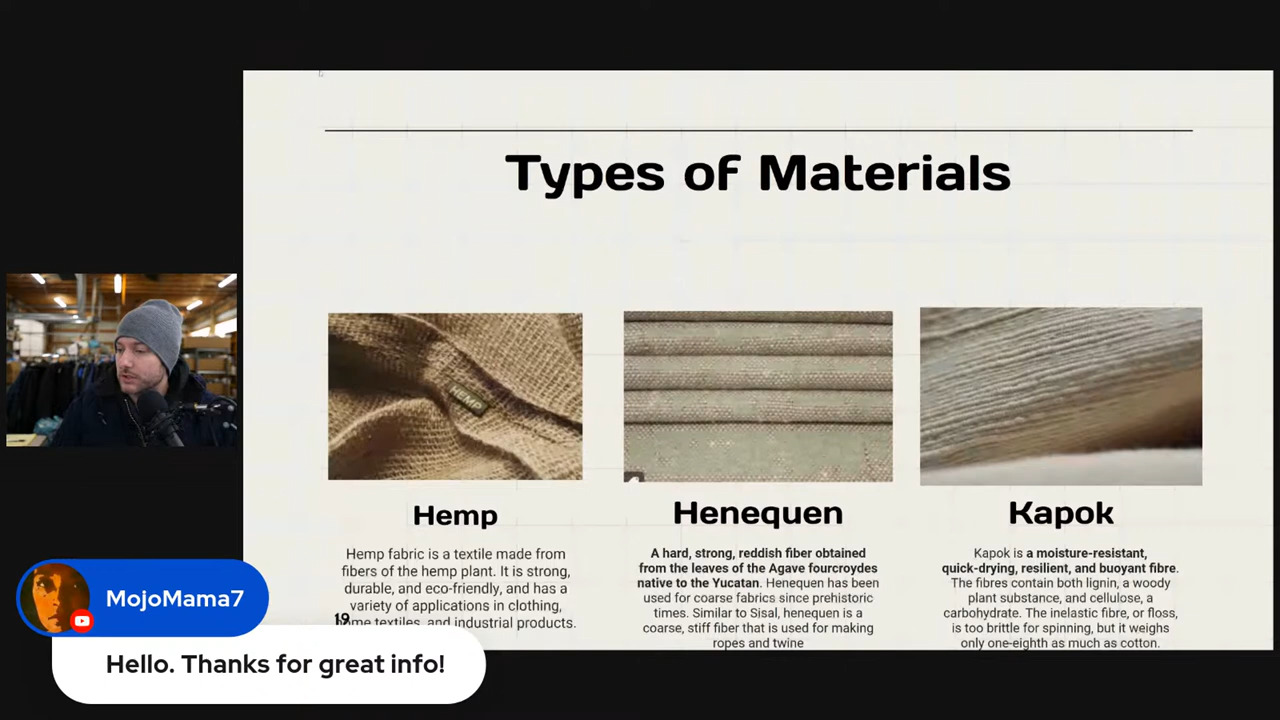 Types of Materials
HEMP
Hemp
Hemp fabric is a textile made from
fibers of the hemp plant. It is strong,
durable, and eco-friendly, and has a
variety of applications in clothing,
home textiles, and industrial products.
19
Henequen
A hard, strong, reddish fiber obtained
from the leaves of the Agave fourcroydes
native to the Yucatan. Henequen has been
used for coarse fabrics since prehistoric
times. Similar to Sisal, henequen is a
coarse, stiff fiber that is used for making
ropes and twine
Kapok
Kapok is a moisture-resistant,
quick-drying, resilient, and buoyant fibre.
The fibres contain both lignin, a woody
plant substance, and cellulose, a
carbohydrate. The inelastic fibre, or floss,
is too brittle for spinning, but it weighs
only one-eighth as much as cotton.
MojoMama7
Hello. Thanks for great info!